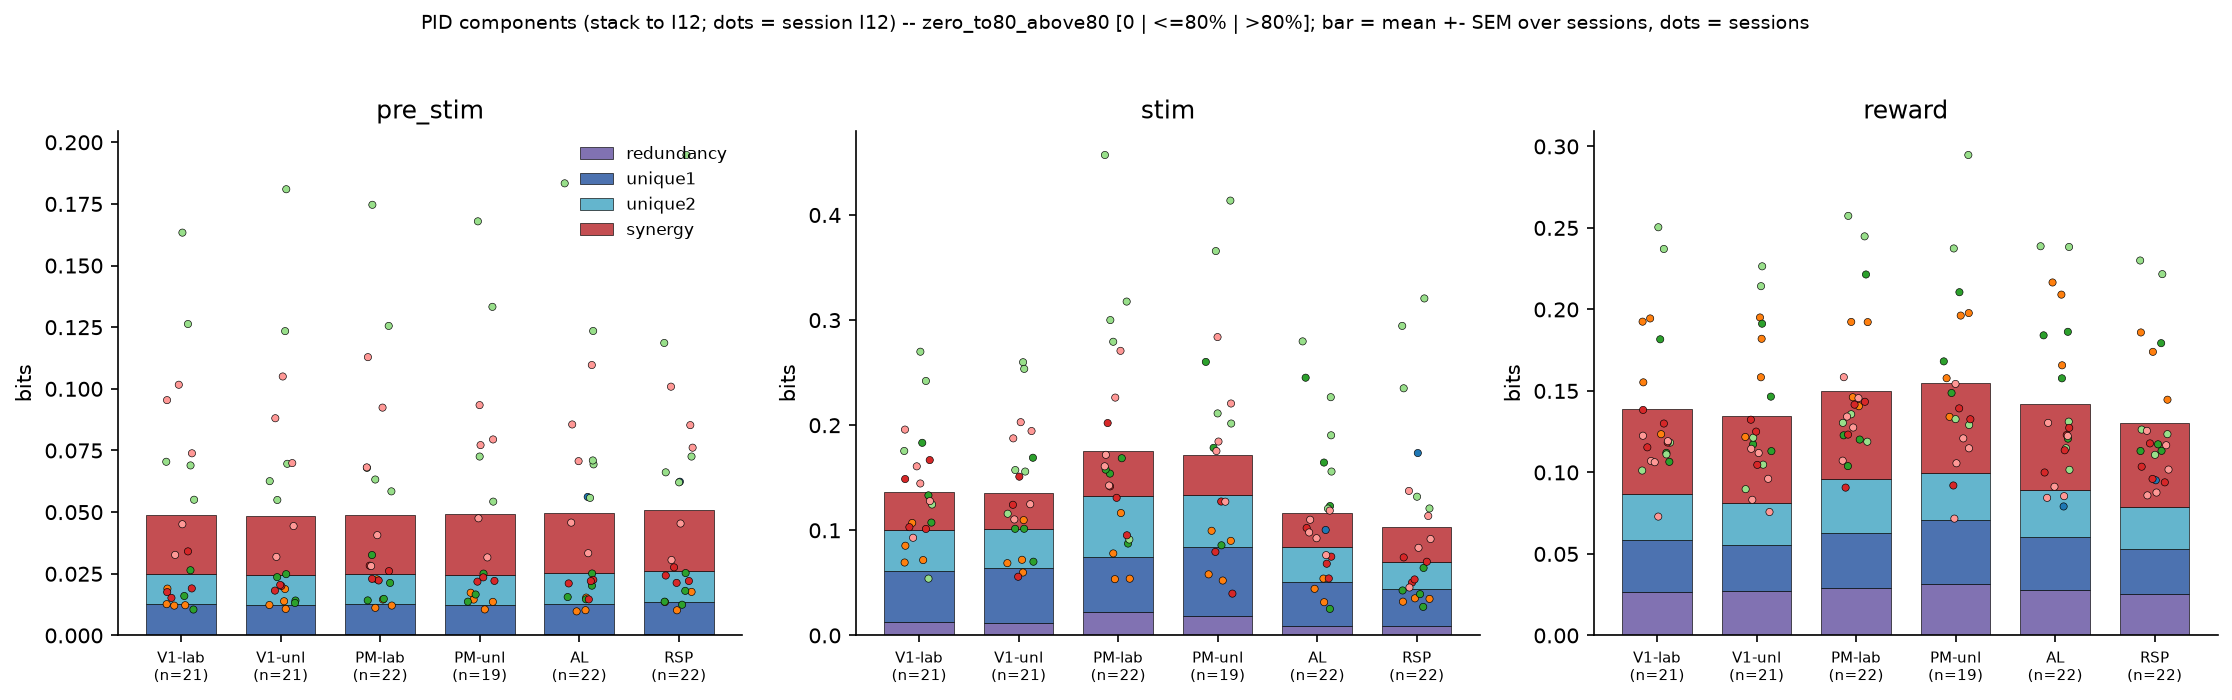 PID components (stack to I12; dots = session I12) -- zero_to80_above80 [0 | <=80% | >80%]; bar = mean +- SEM over sessions, dots = sessions
pre_stim
bits
0.200
0.175
0.150
0.125
0.100
0.075
0.050
0.025
0.000
redundancy
unique1
unique2
synergy
V1-lab
(n=21)
V1-unl
(n=21)
PM-lab
(n=22)
PM-unl
(n=19)
AL
(n=22)
RSP
(n=22)
stim
bits
0.4
0.3
0.2
0.1
0.0
V1-lab
(n=21)
V1-unl
(n=21)
PM-lab
(n=22)
PM-unl
(n=19)
AL
(n=22)
RSP
(n=22)
reward
bits
0.30
0.25
0.20
0.15
0.10
0.05
0.00
V1-lab
(n=21)
V1-unl
(n=21)
PM-lab
(n=22)
PM-unl
(n=19)
AL
(n=22)
RSP
(n=22)